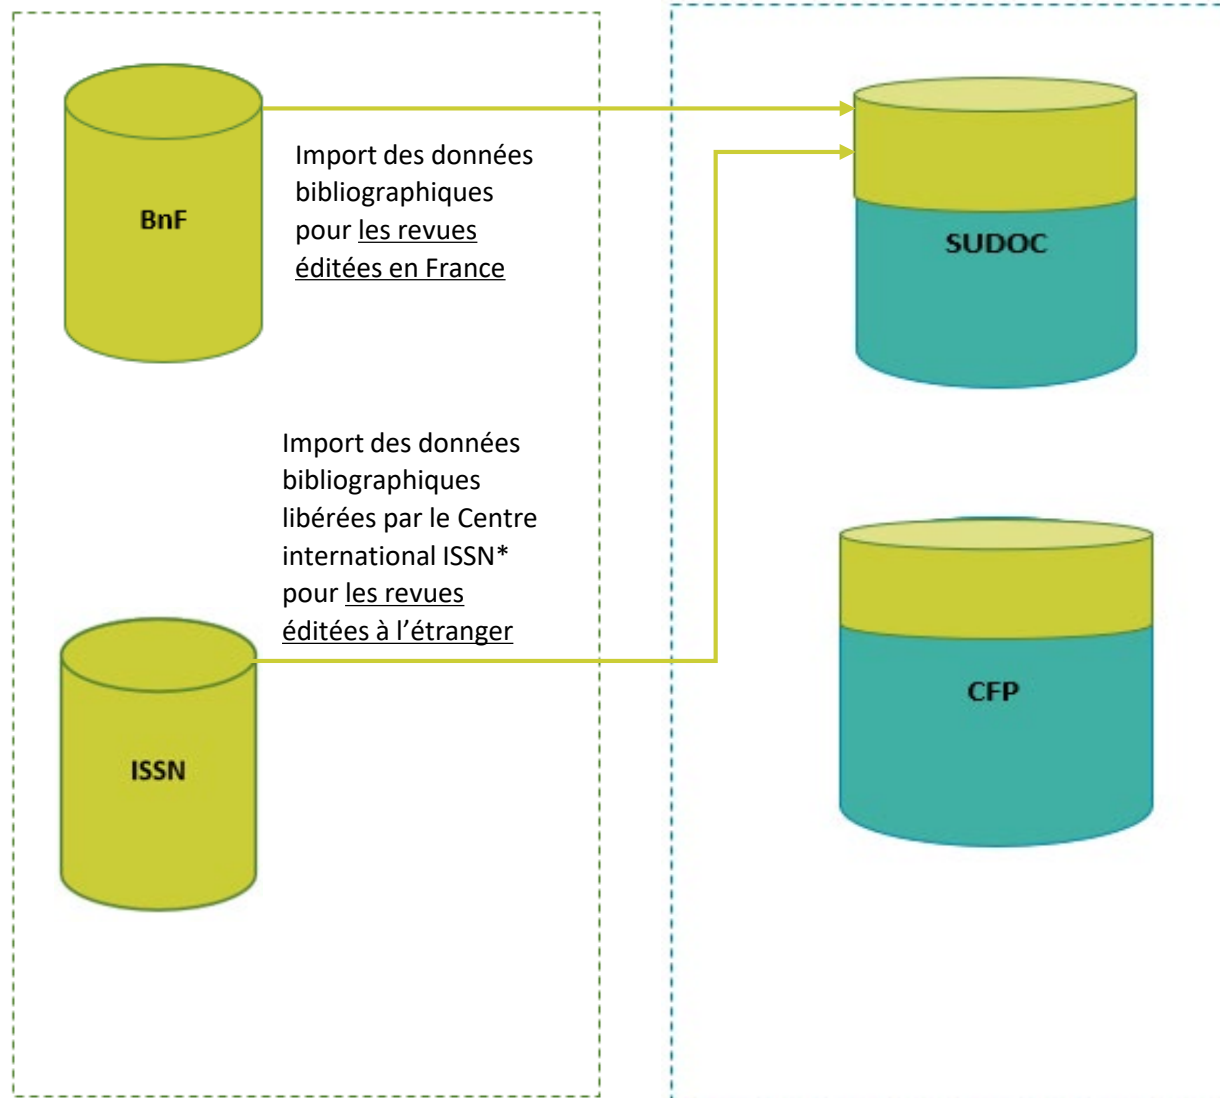 BnF
Import des données
bibliographiques
pour les revues
éditées en France
SUDOC
Import des données
bibliographiques
libérées par le Centre
international ISSN*
pour les revues
éditées à l’étranger
CFP
ISSN